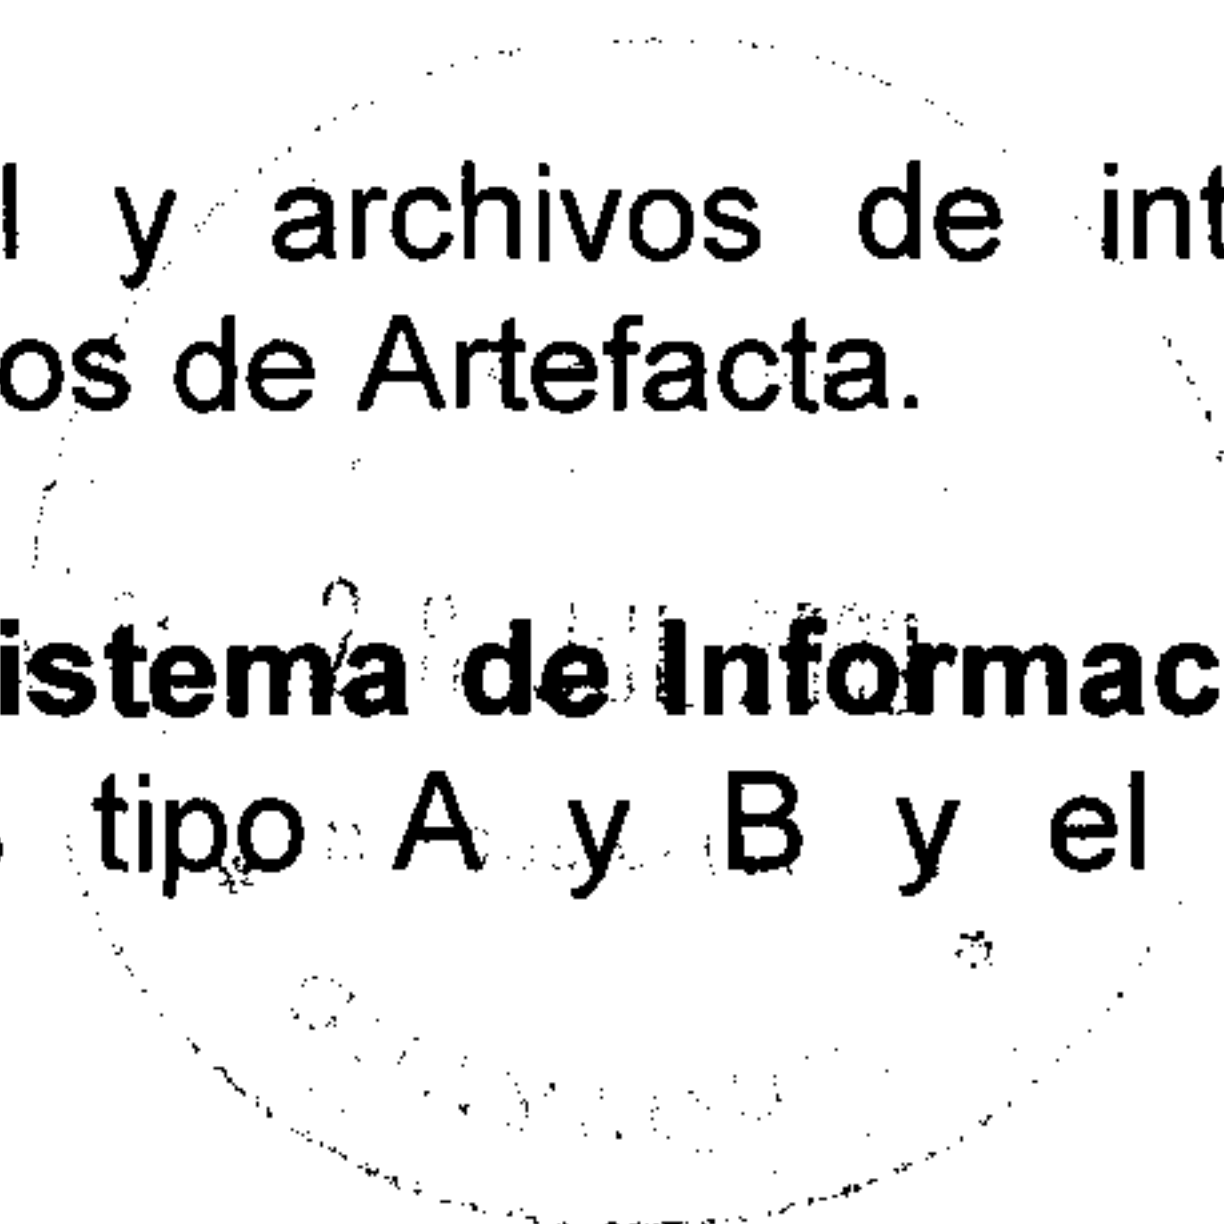 l y archivos de int
os de Artefacta.
istema de Informac
tipo A y B y el